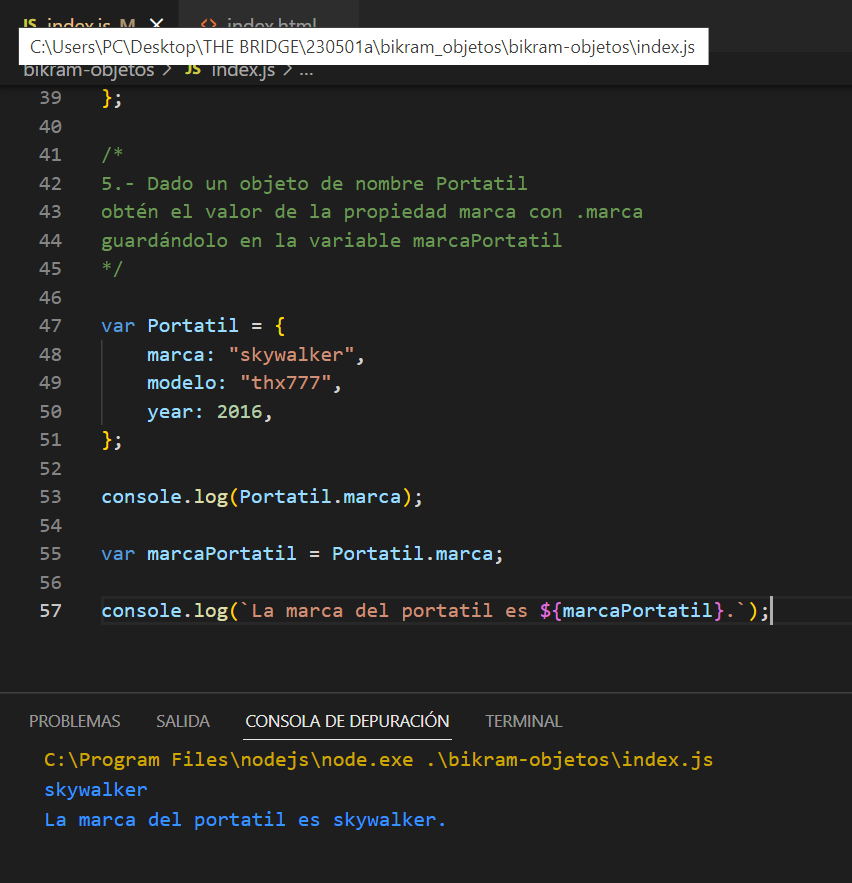 JS index.js M × <> index.html
C:\Users\PC\Desktop\THE BRIDGE\230501a\bikram_objetos\bikram-objetos\index.js
bikram-objetos > JS index.js > ...
39 };
40
41 /*
42 5.- Dado un objeto de nombre Portatil
43 obtén el valor de la propiedad marca con .marca
44 guardándolo en la variable marcaPortatil
45 */
46
47 var Portatil = {
48 marca: "skywalker",
49 modelo: "thx777",
50 year: 2016,
51 };
52
53 console.log(Portatil.marca);
54
55 var marcaPortatil = Portatil.marca;
56
57 console.log(`La marca del portatil es ${marcaPortatil}.`);
PROBLEMAS SALIDA CONSOLA DE DEPURACIÓN TERMINAL
C:\Program Files\nodejs\node.exe .\bikram-objetos\index.js
skywalker
La marca del portatil es skywalker.